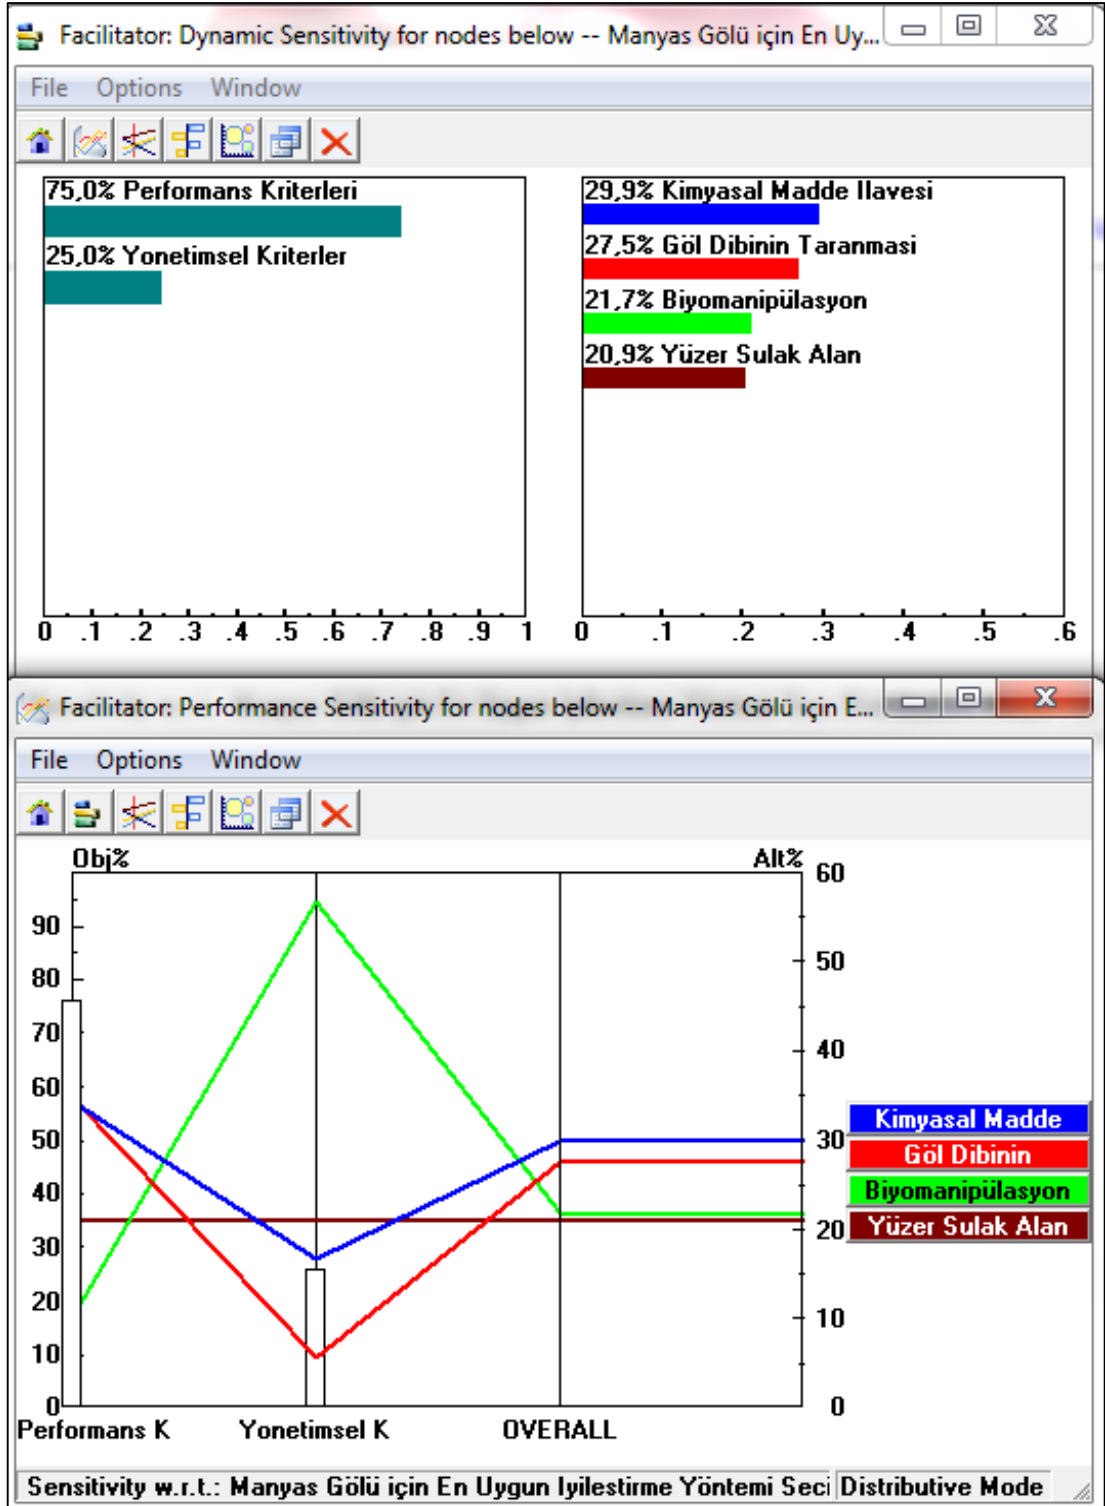 Facilitator: Dynamic Sensitivity for nodes below -- Manyas Gölü için En Uy...
File Options Window
75,0% Performans Kriterleri
25,0% Yonetimsel Kriterler
0 .1 .2 .3 .4 .5 .6 .7 .8 .9 1
29,9% Kimyasal Madde Ilavesi
27,5% Göl Dibinin Taranmasi
21,7% Biyomanipülasyon
20,9% Yüzer Sulak Alan
0 .1 .2 .3 .4 .5 .6
Facilitator: Performance Sensitivity for nodes below -- Manyas Gölü için E...
File Options Window
Obj%
90
80
70
60
50
40
30
20
10
0
Alt%
60
50
40
30
20
10
0
Kimyasal Madde
Göl Dibinin
Biyomanipülasyon
Yüzer Sulak Alan
Performans K Yonetimsel K OVERALL
Sensitivity w.r.t.: Manyas Gölü için En Uygun Iyilestirme Yöntemi Seci Distributive Mode